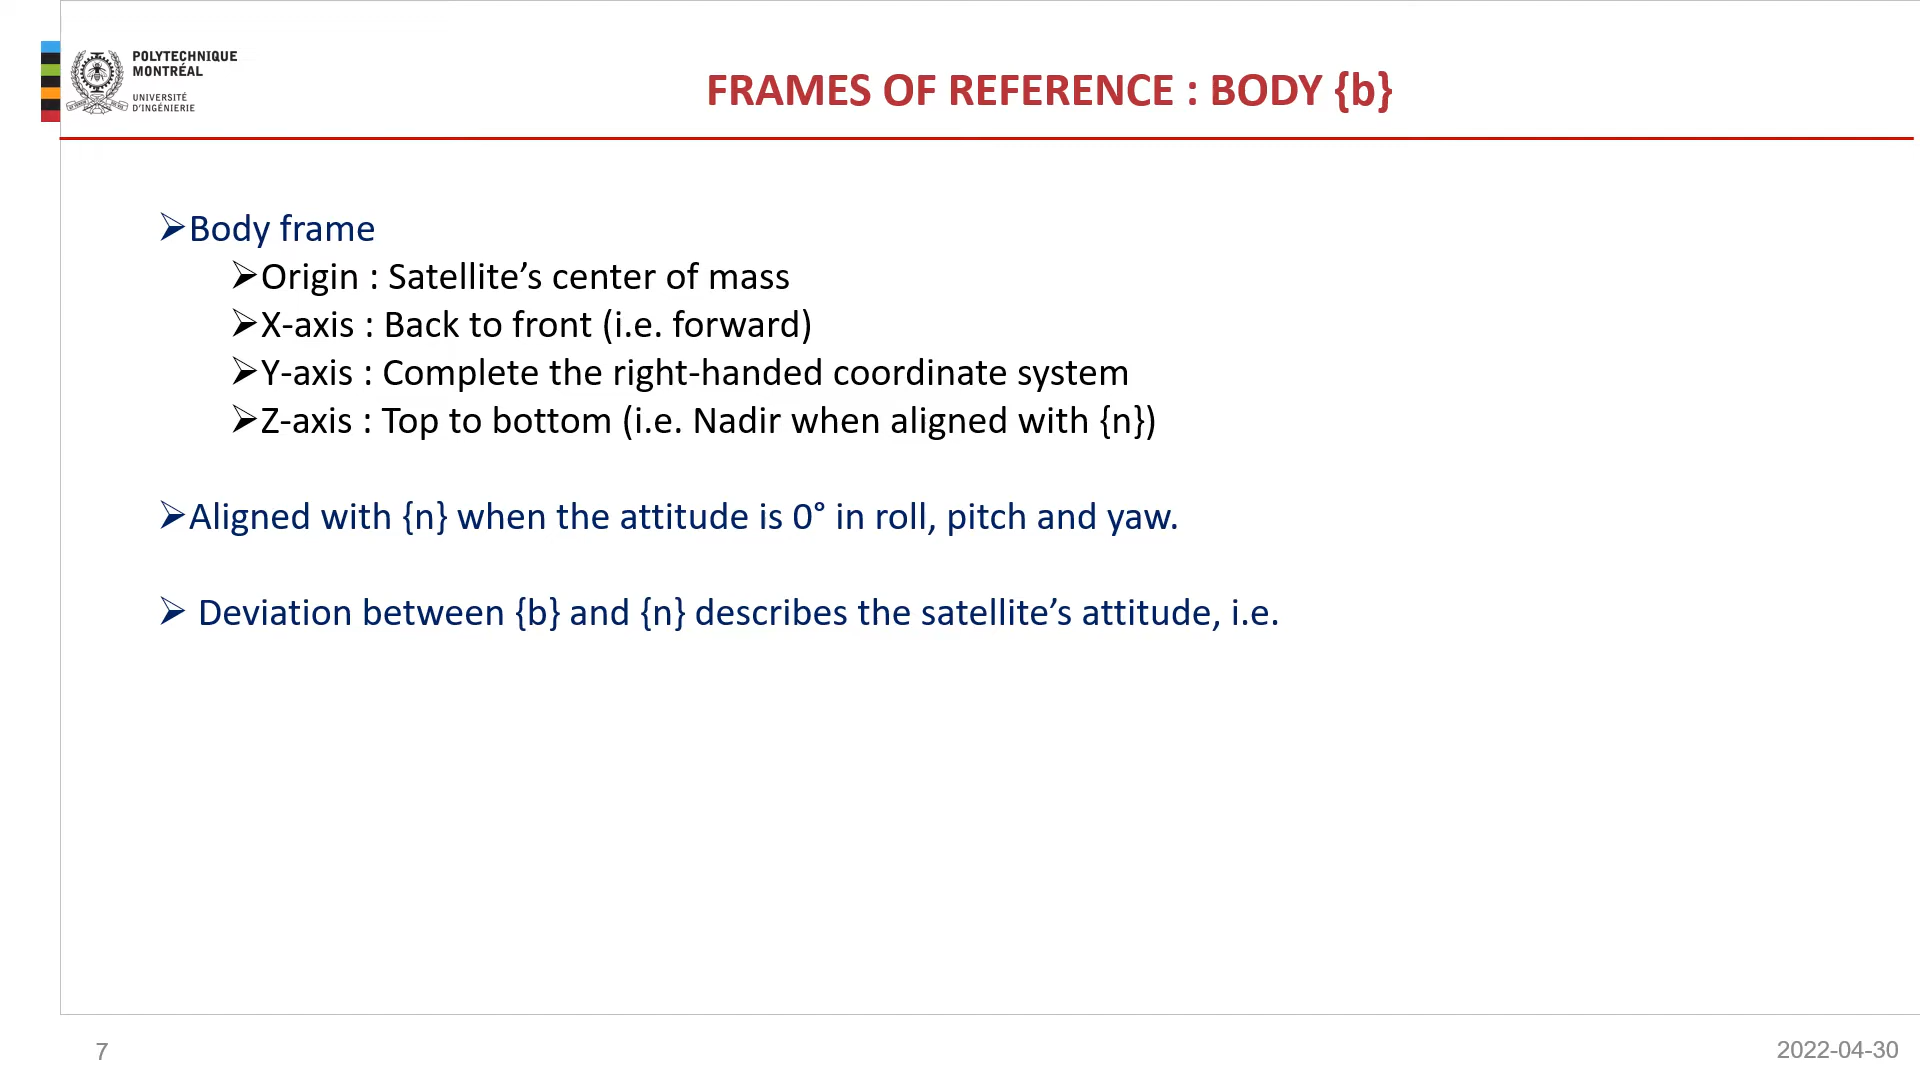 POLYTECHNIQUE
MONTRÉAL
UNIVERSITÉ
D'INGÉNIERIE
FRAMES OF REFERENCE : BODY {b}
➢Body frame
➢Origin : Satellite’s center of mass
➢X-axis : Back to front (i.e. forward)
➢Y-axis : Complete the right-handed coordinate system
➢Z-axis : Top to bottom (i.e. Nadir when aligned with {n})
➢Aligned with {n} when the attitude is 0° in roll, pitch and yaw.
➢ Deviation between {b} and {n} describes the satellite’s attitude, i.e.
7
2022-04-30